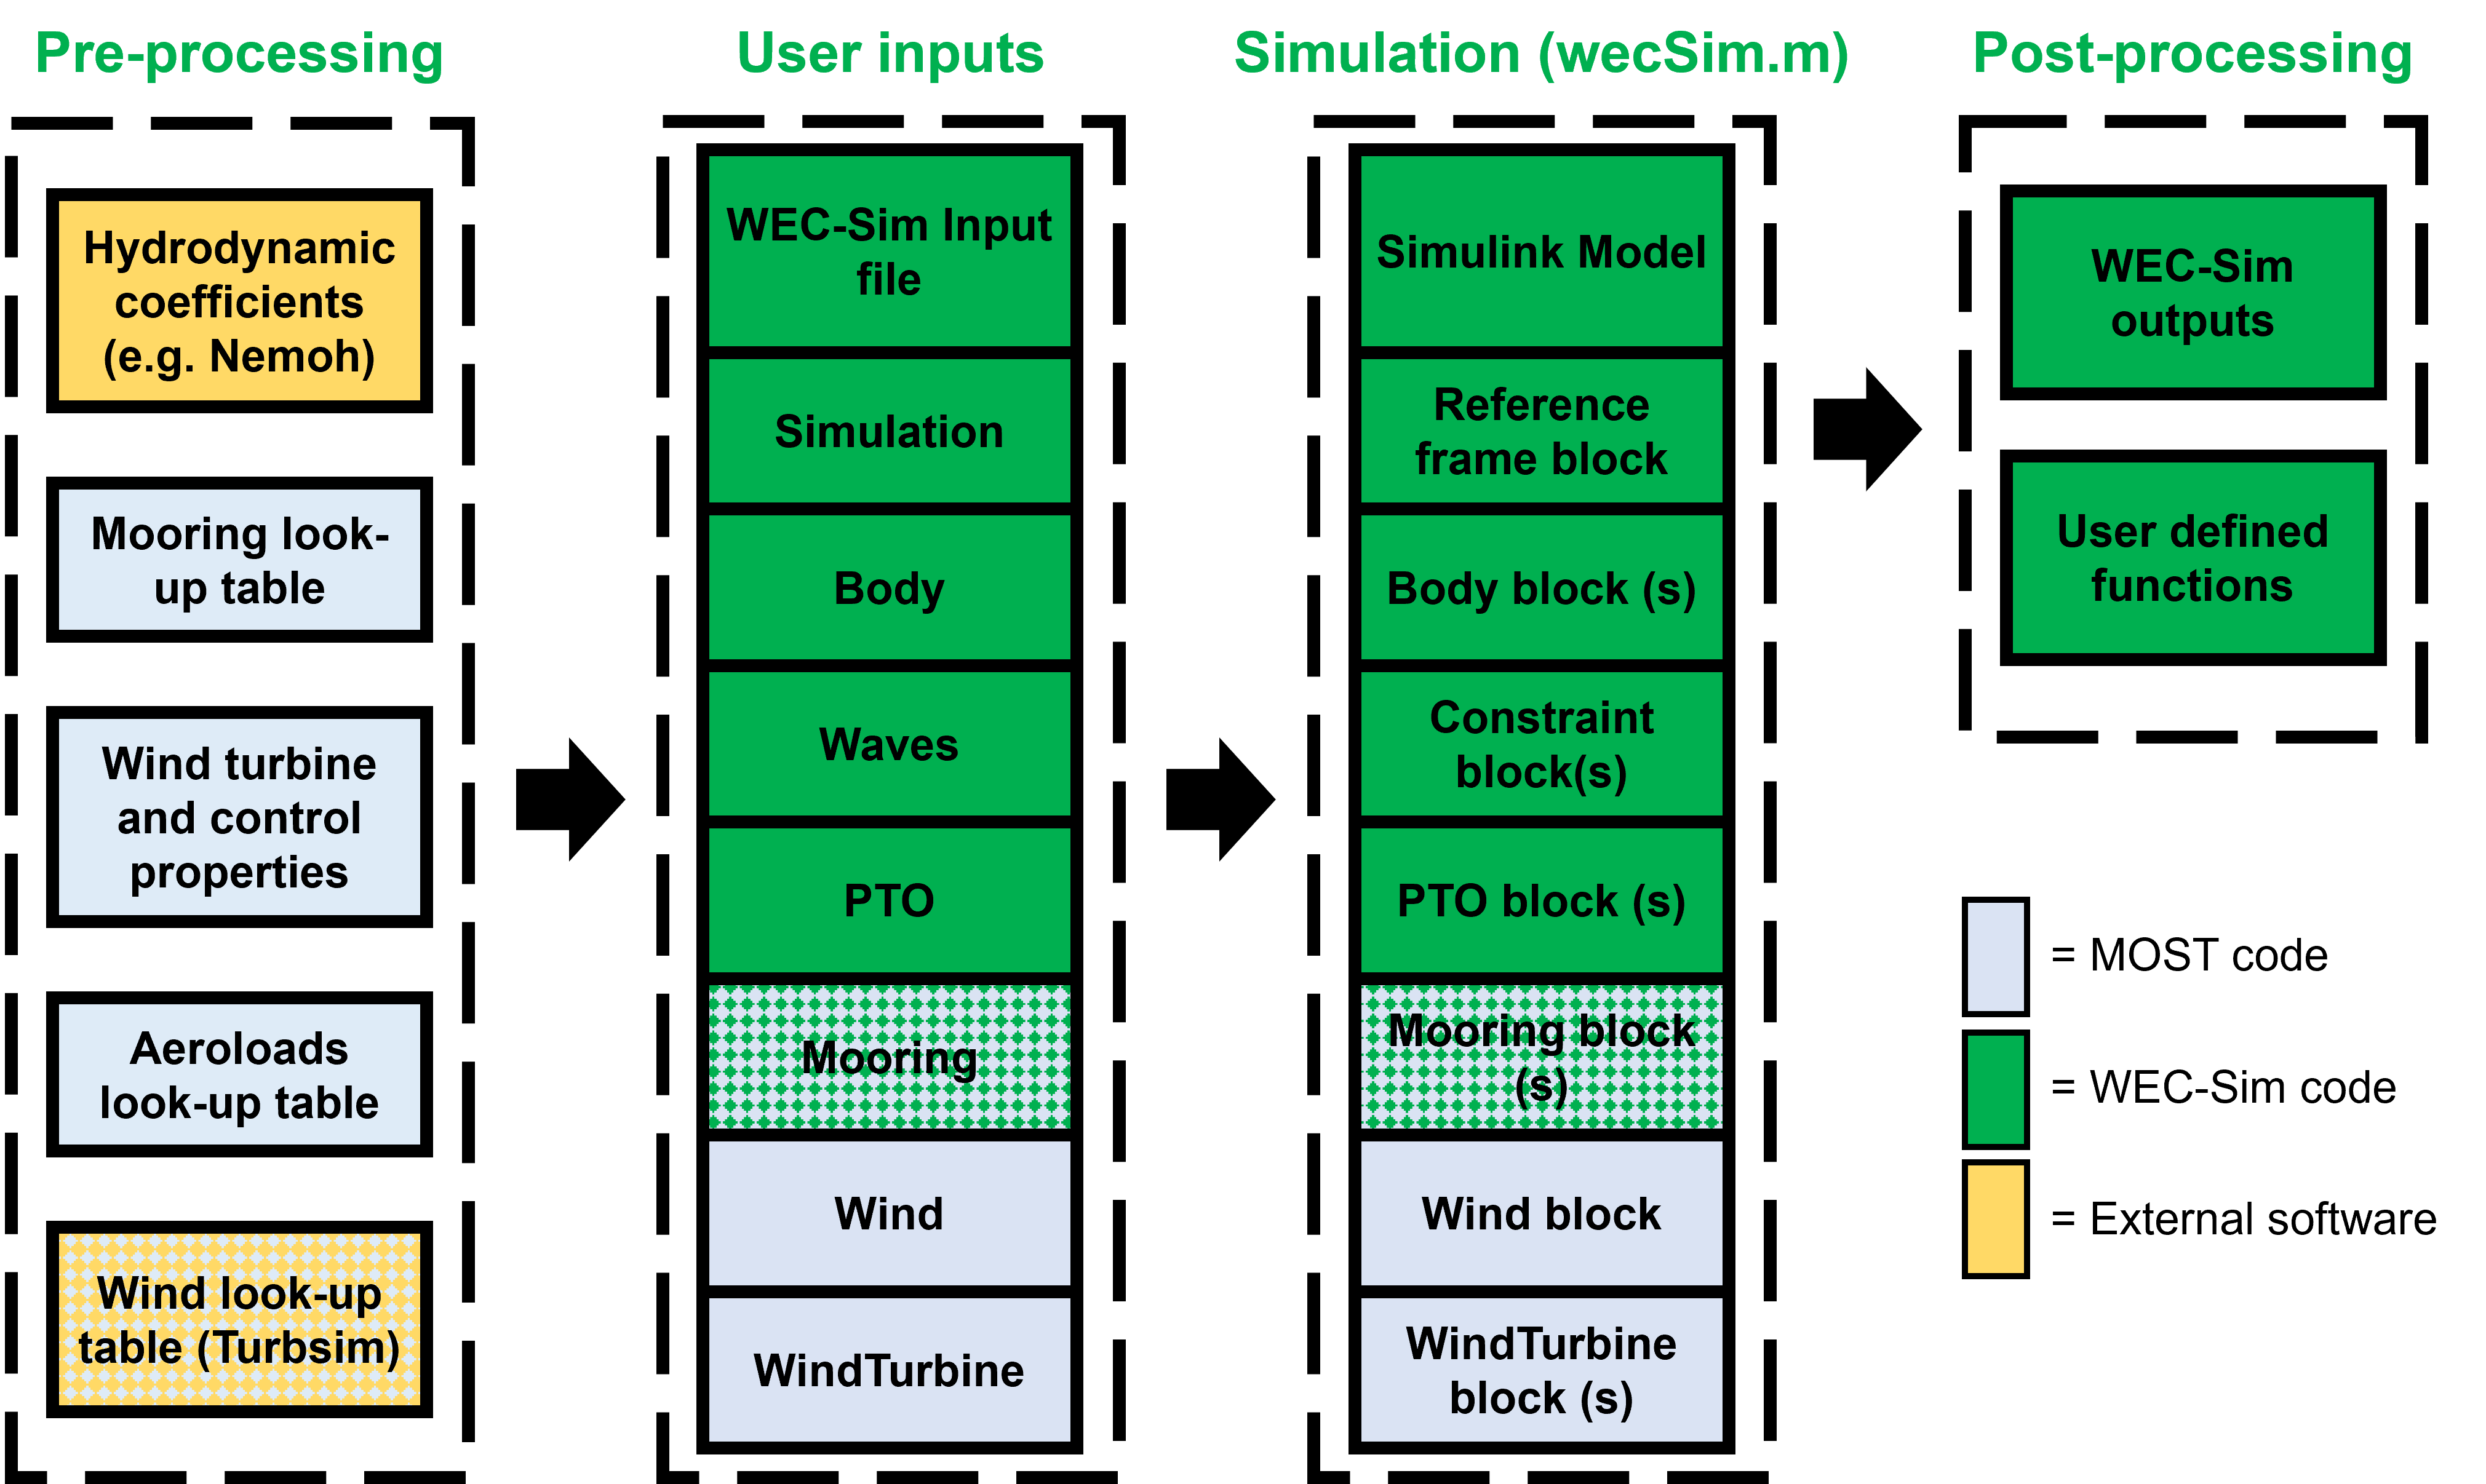 Pre-processing
Hydrodynamic
coefficients
(e.g. Nemoh)
Mooring look-
up table
Wind turbine
and control
properties
Aeroloads
look-up table
Wind look-up
table (Turbsim)
User inputs
WEC-Sim Input
file
Simulation
Body
Waves
PTO
Mooring
Wind
WindTurbine
Simulation (wecSim.m)
Simulink Model
Reference
frame block
Body block (s)
Constraint
block(s)
PTO block (s)
Mooring block
(s)
Wind block
WindTurbine
block (s)
Post-processing
WEC-Sim
outputs
User defined
functions
= MOST code
= WEC-Sim code
= External software